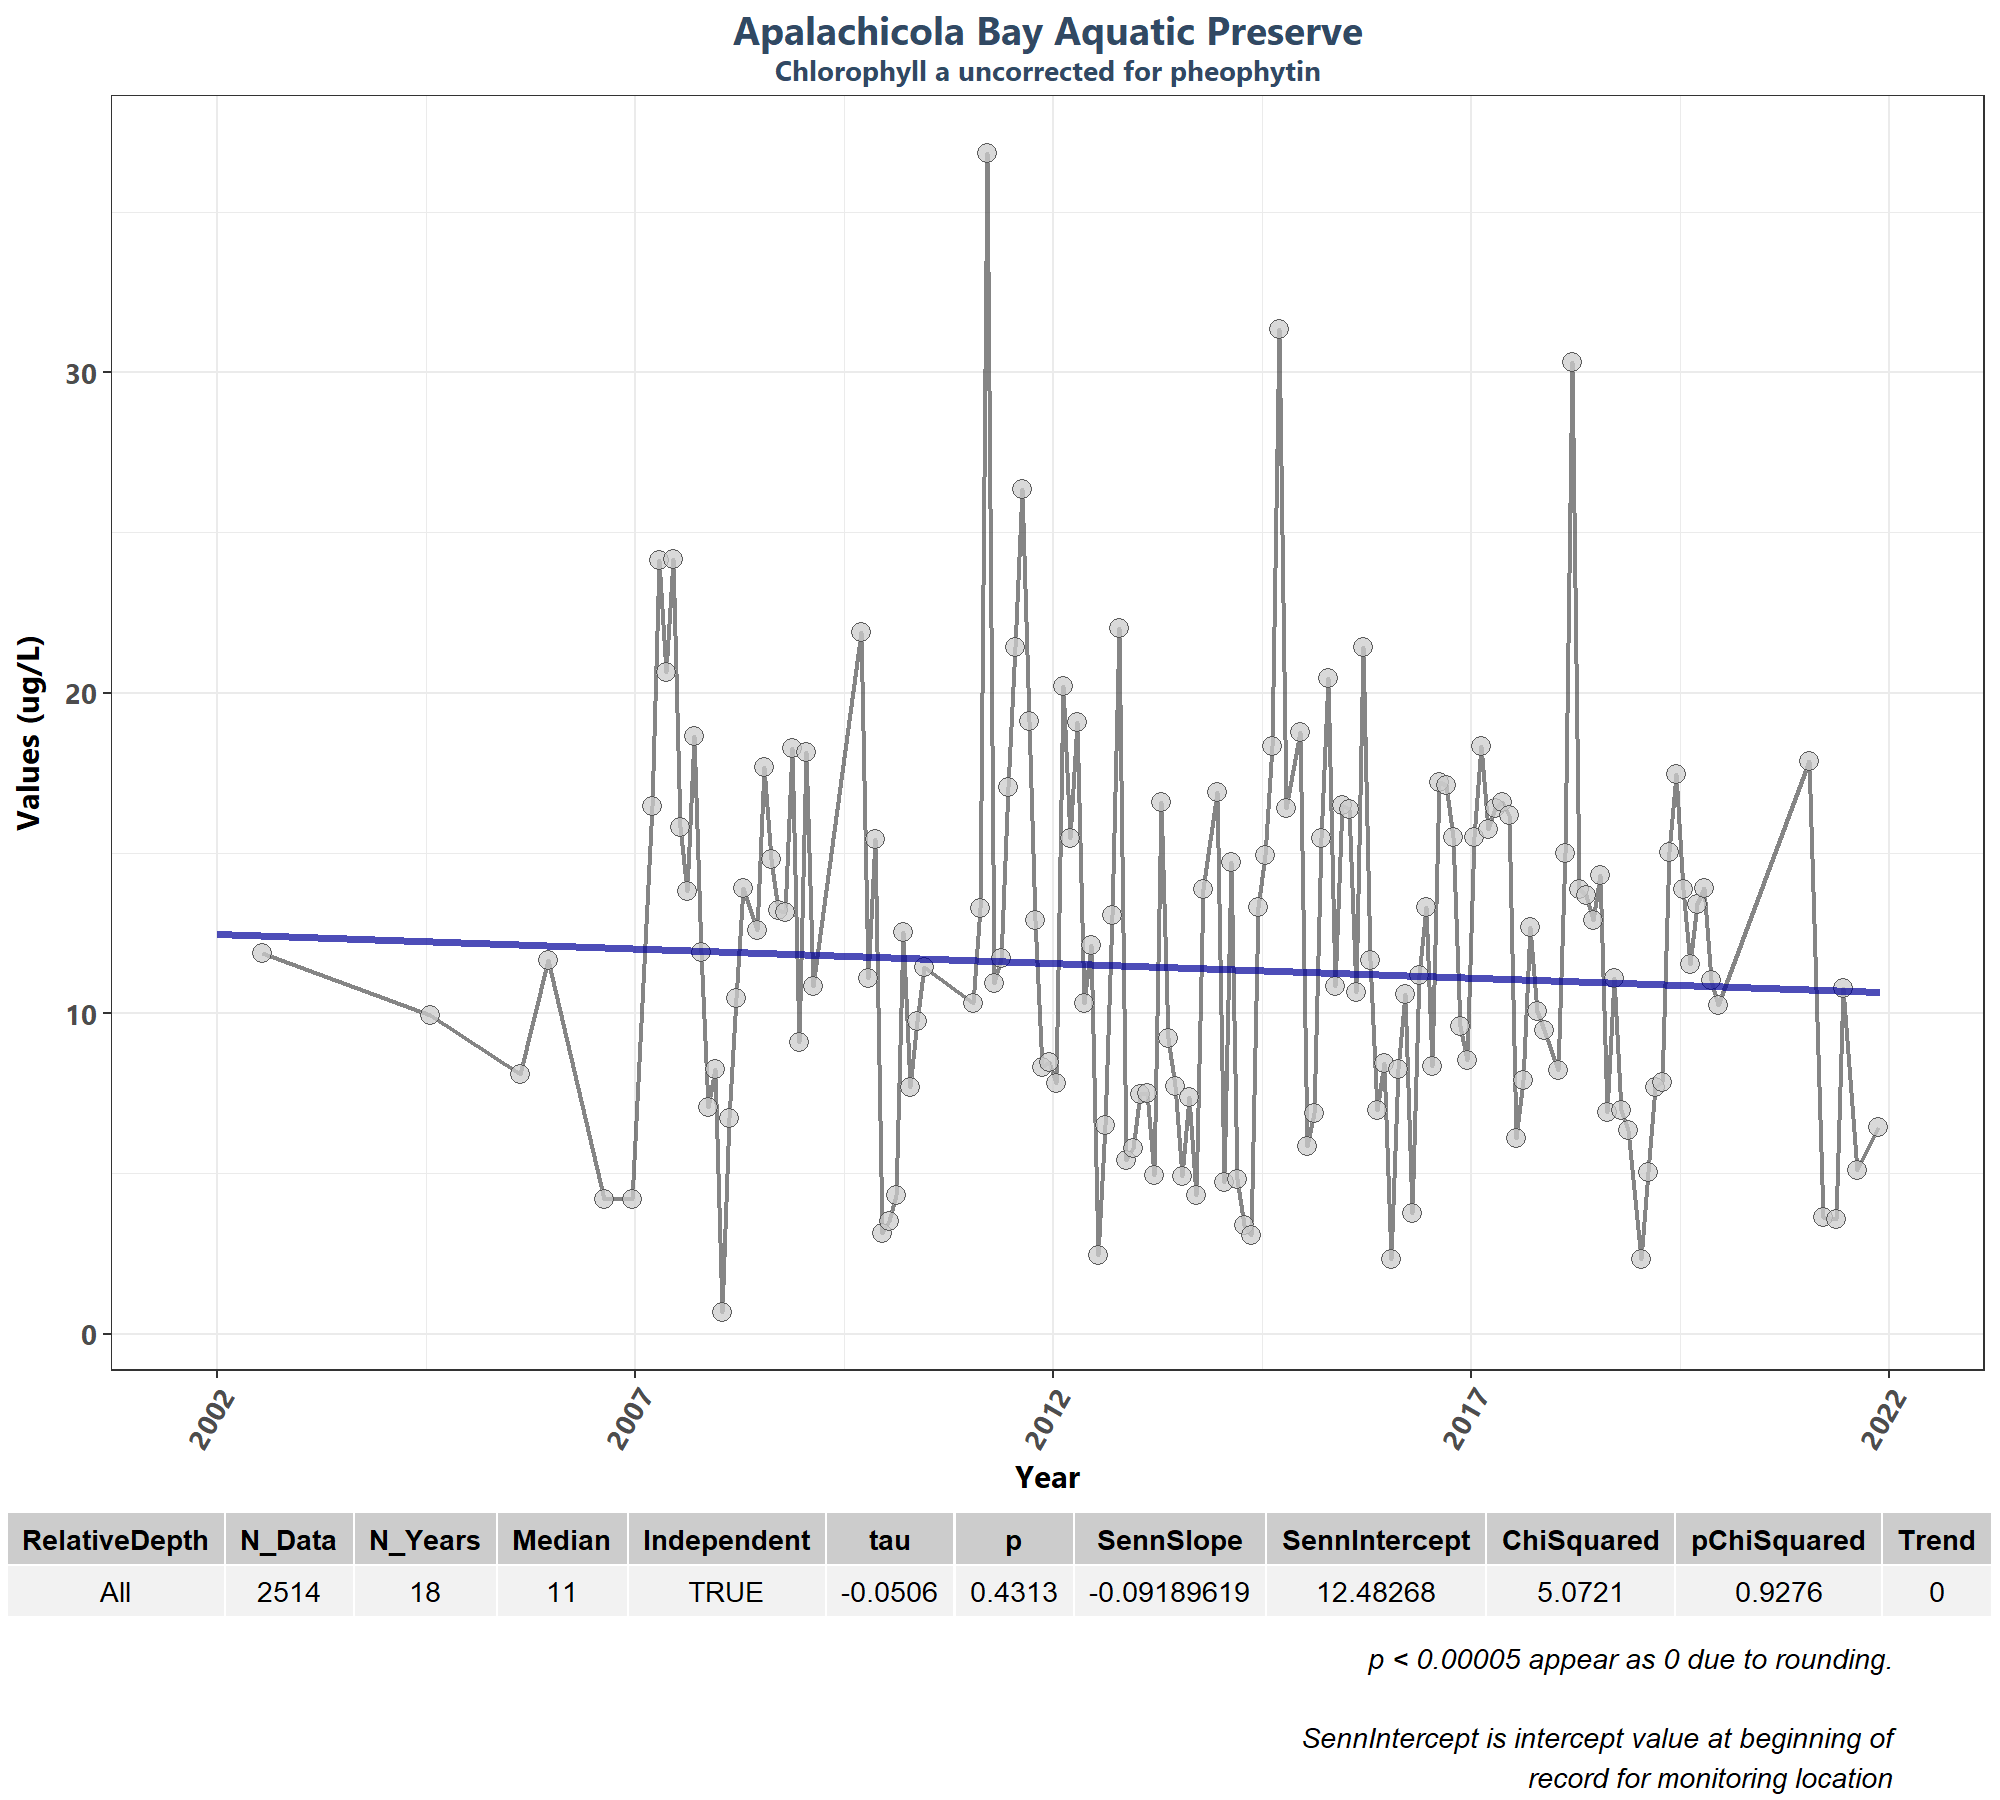 Apalachicola Bay Aquatic Preserve
Chlorophyll a uncorrected for pheophytin
Values (ug/L)
30
20
10
0
2002
2007
2012
2017
2022
Year
RelativeDepth N_Data N_Years Median Independent tau p SennSlope SennIntercept ChiSquared pChiSquared Trend
All 2514 18 11 TRUE -0.0506 0.4313 -0.09189619 12.48268 5.0721 0.9276 0
p < 0.00005 appear as 0 due to rounding.
SennIntercept is intercept value at beginning of
record for monitoring location